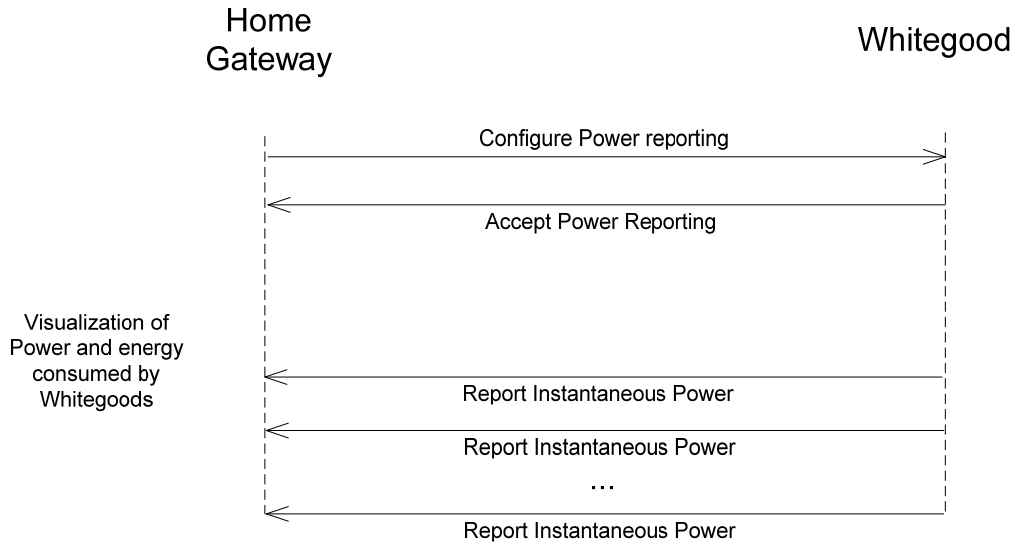 Home
Gateway
Whitegood
Configure Power reporting
Accept Power Reporting
Visualization of
Power and energy
consumed by
Whitegoods
Report Instantaneous Power
Report Instantaneous Power
...
Report Instantaneous Power